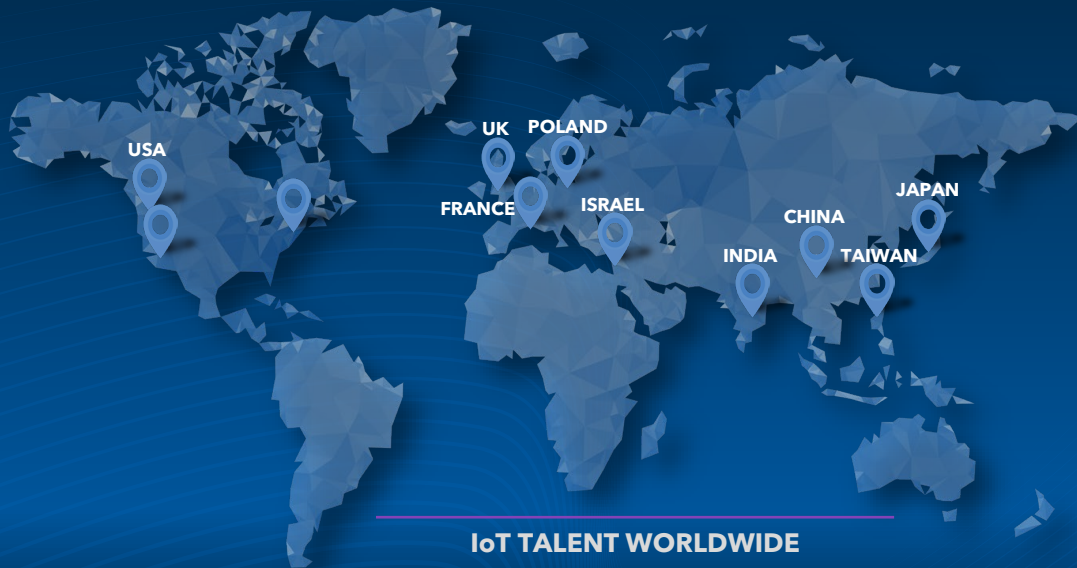 UK
POLAND
USA
JAPAN
ISRAEL
FRANCE
CHINA
INDIA
TAIWAN
IoT TALENT WORLDWIDE